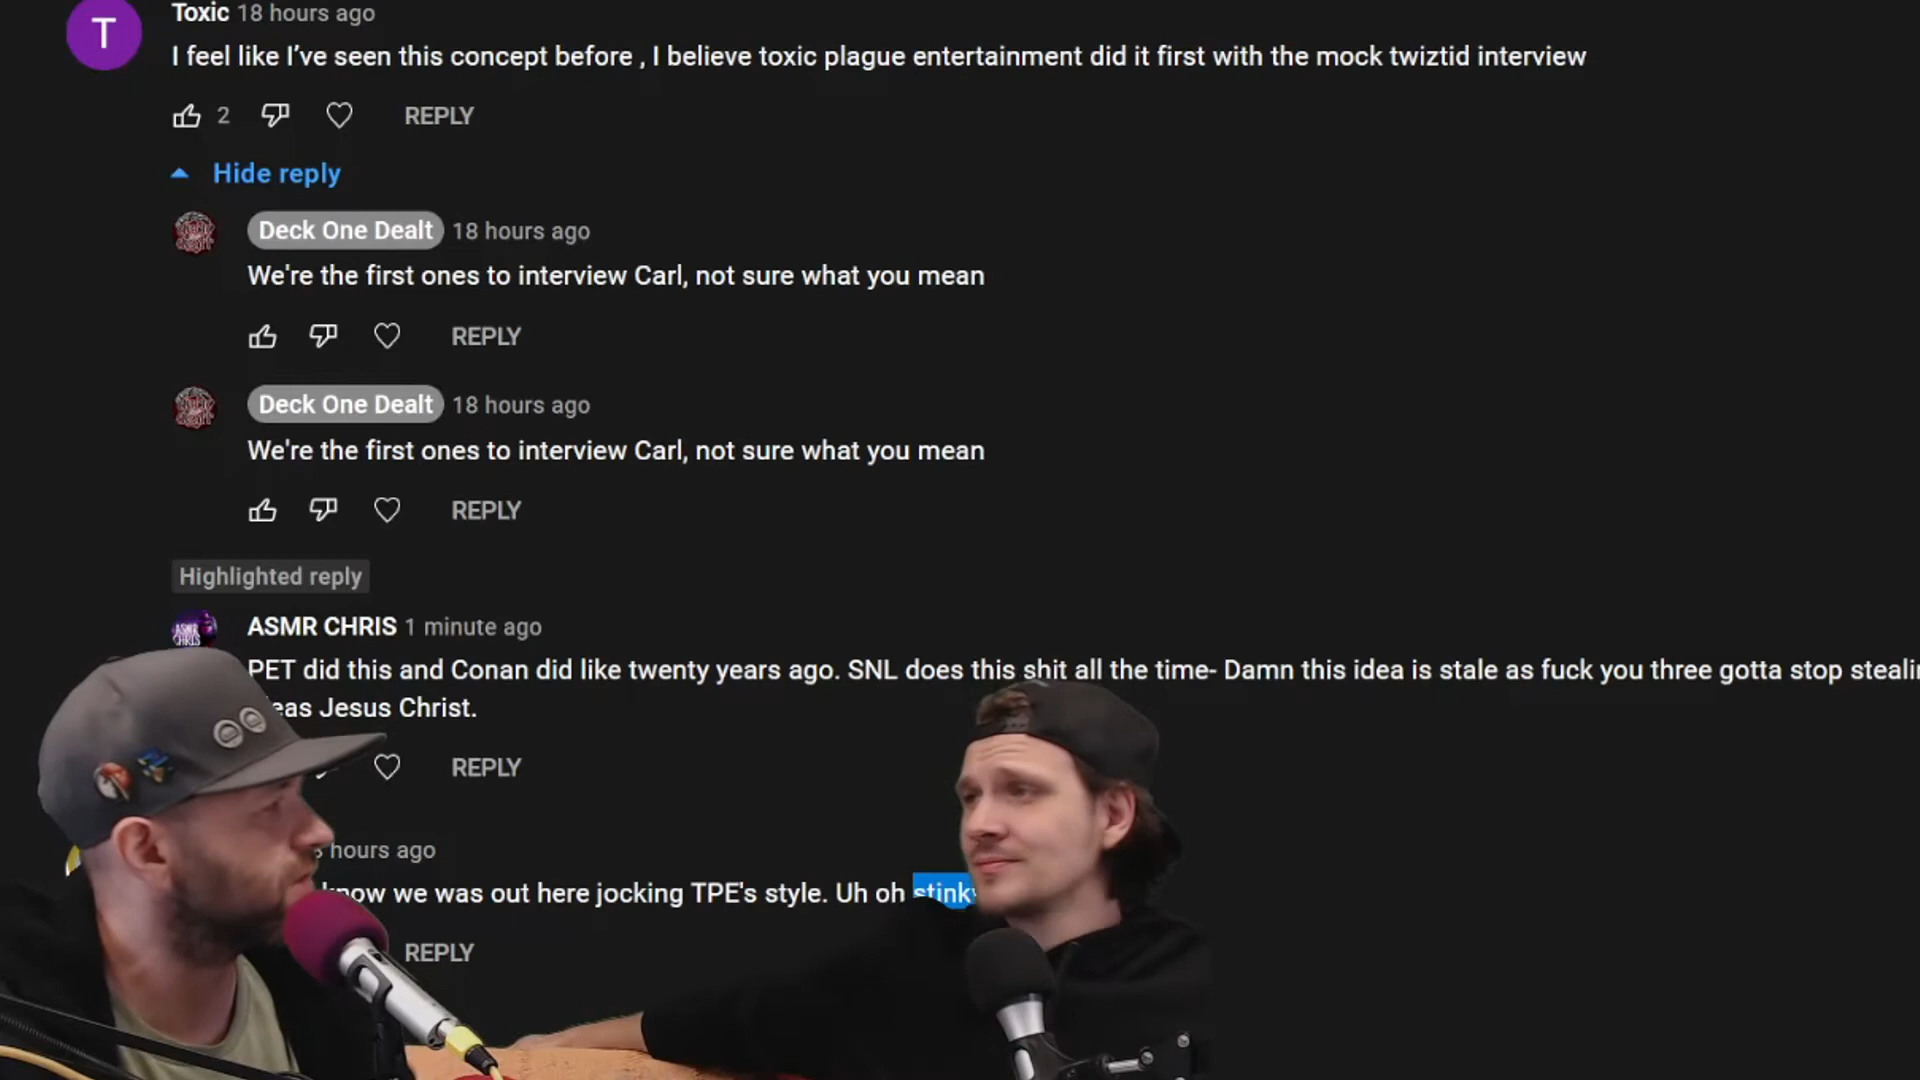 T
Toxic 18 hours ago
I feel like I’ve seen this concept before , I believe toxic plague entertainment did it first with the mock twiztid interview
2 REPLY
Hide reply
Deck One Dealt 18 hours ago
We're the first ones to interview Carl, not sure what you mean
REPLY
Deck One Dealt 18 hours ago
We're the first ones to interview Carl, not sure what you mean
REPLY
Highlighted reply
ASMR CHRIS
ASMR CHRIS 1 minute ago
PET did this and Conan did like twenty years ago. SNL does this shit all the time- Damn this idea is stale as fuck you three gotta stop
Jesus Christ.
REPLY
hours ago
know we was out here jocking TPE's style. Uh oh
REPLY